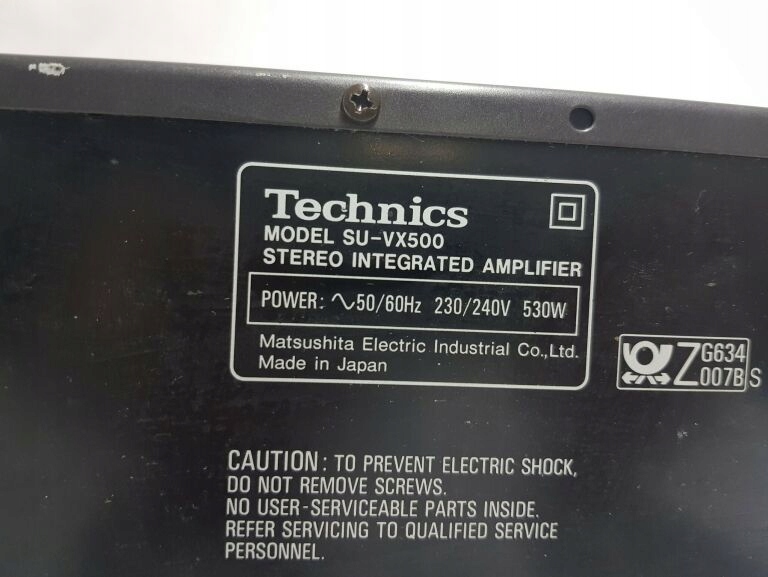 Technics
MODEL SU-VX500
STEREO INTEGRATED AMPLIFIER
POWER: ∿50/60Hz 230/240V 530W
Matsushita Electric Industrial Co.,Ltd.
Made in Japan
Z G634
007B S
CAUTION: TO PREVENT ELECTRIC SHOCK,
DO NOT REMOVE SCREWS.
NO USER-SERVICEABLE PARTS INSIDE.
REFER SERVICING TO QUALIFIED SERVICE
PERSONNEL.